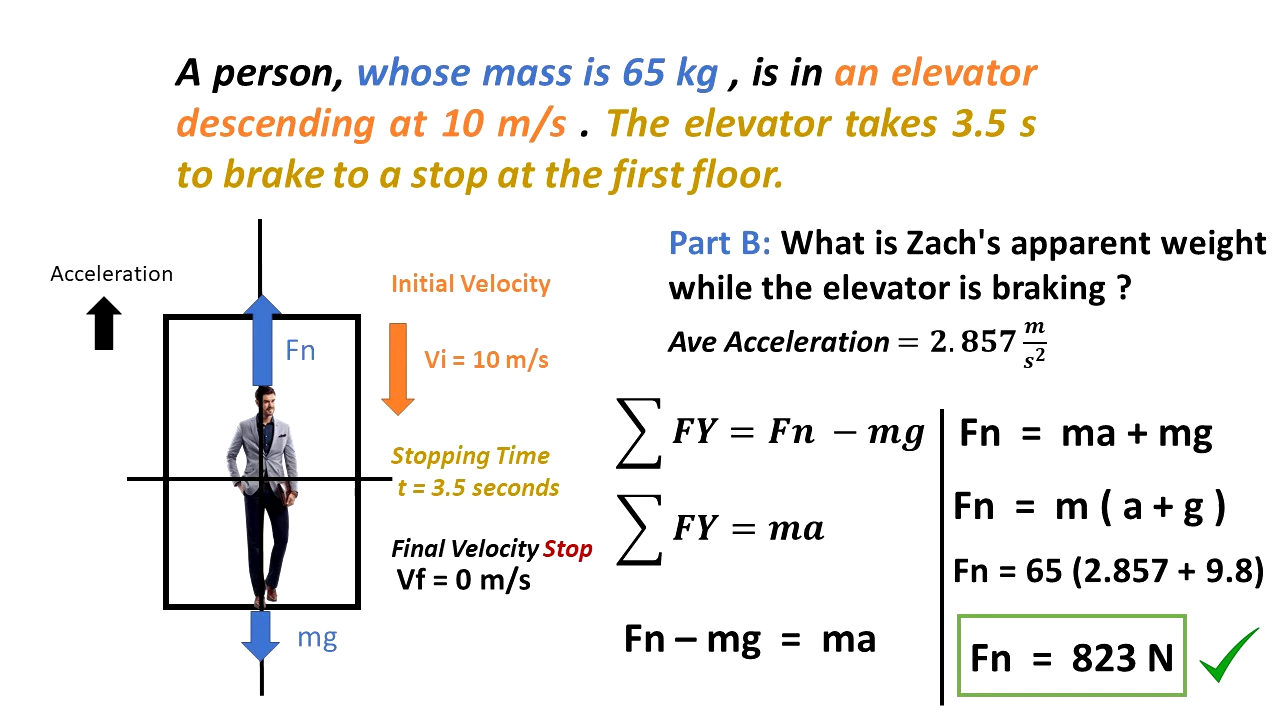 A person, whose mass is 65 kg , is in an elevator
descending at 10 m/s . The elevator takes 3.5 s
to brake to a stop at the first floor.
Acceleration
Fn
mg
Initial Velocity
Vi = 10 m/s
Stopping Time
t = 3.5 seconds
Final Velocity Stop
Vf = 0 m/s
Part B: What is Zach's apparent weight
while the elevator is braking ?
Ave Acceleration = 2.857 m/s²
∑ FY = Fn − mg
∑ FY = ma
Fn – mg = ma
Fn = ma + mg
Fn = m ( a + g )
Fn = 65 (2.857 + 9.8)
Fn = 823 N